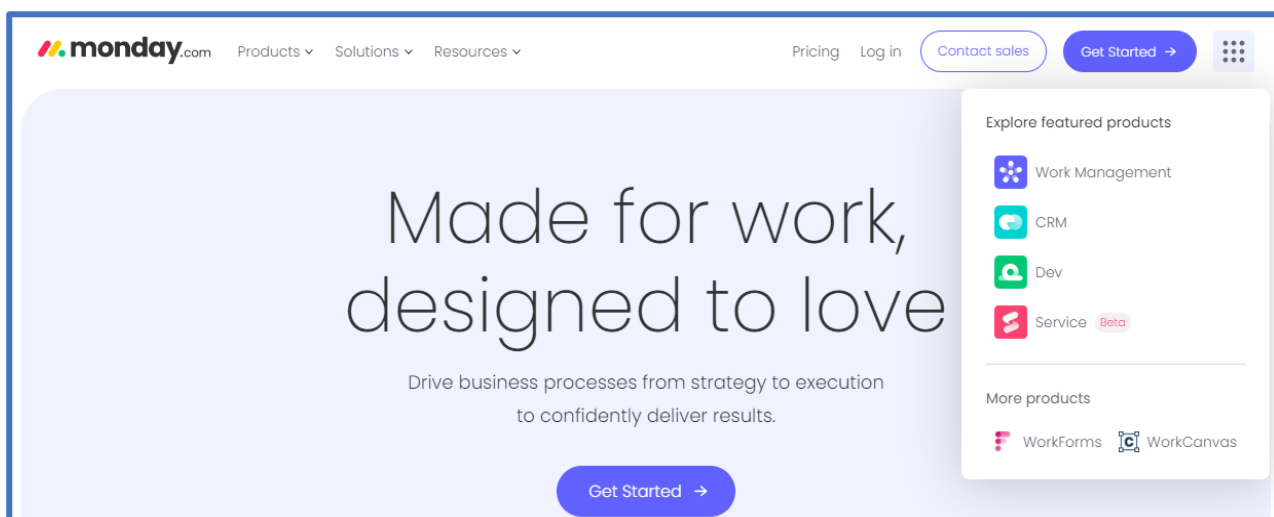 monday.com Products Solutions Resources Pricing Log in Contact sales Get Started →
Explore featured products
Work Management
CRM
Dev
Service Beta
More products
WorkForms WorkCanvas
Made for work,
designed to love
Drive business processes from strategy to execution
to confidently deliver results.
Get Started →